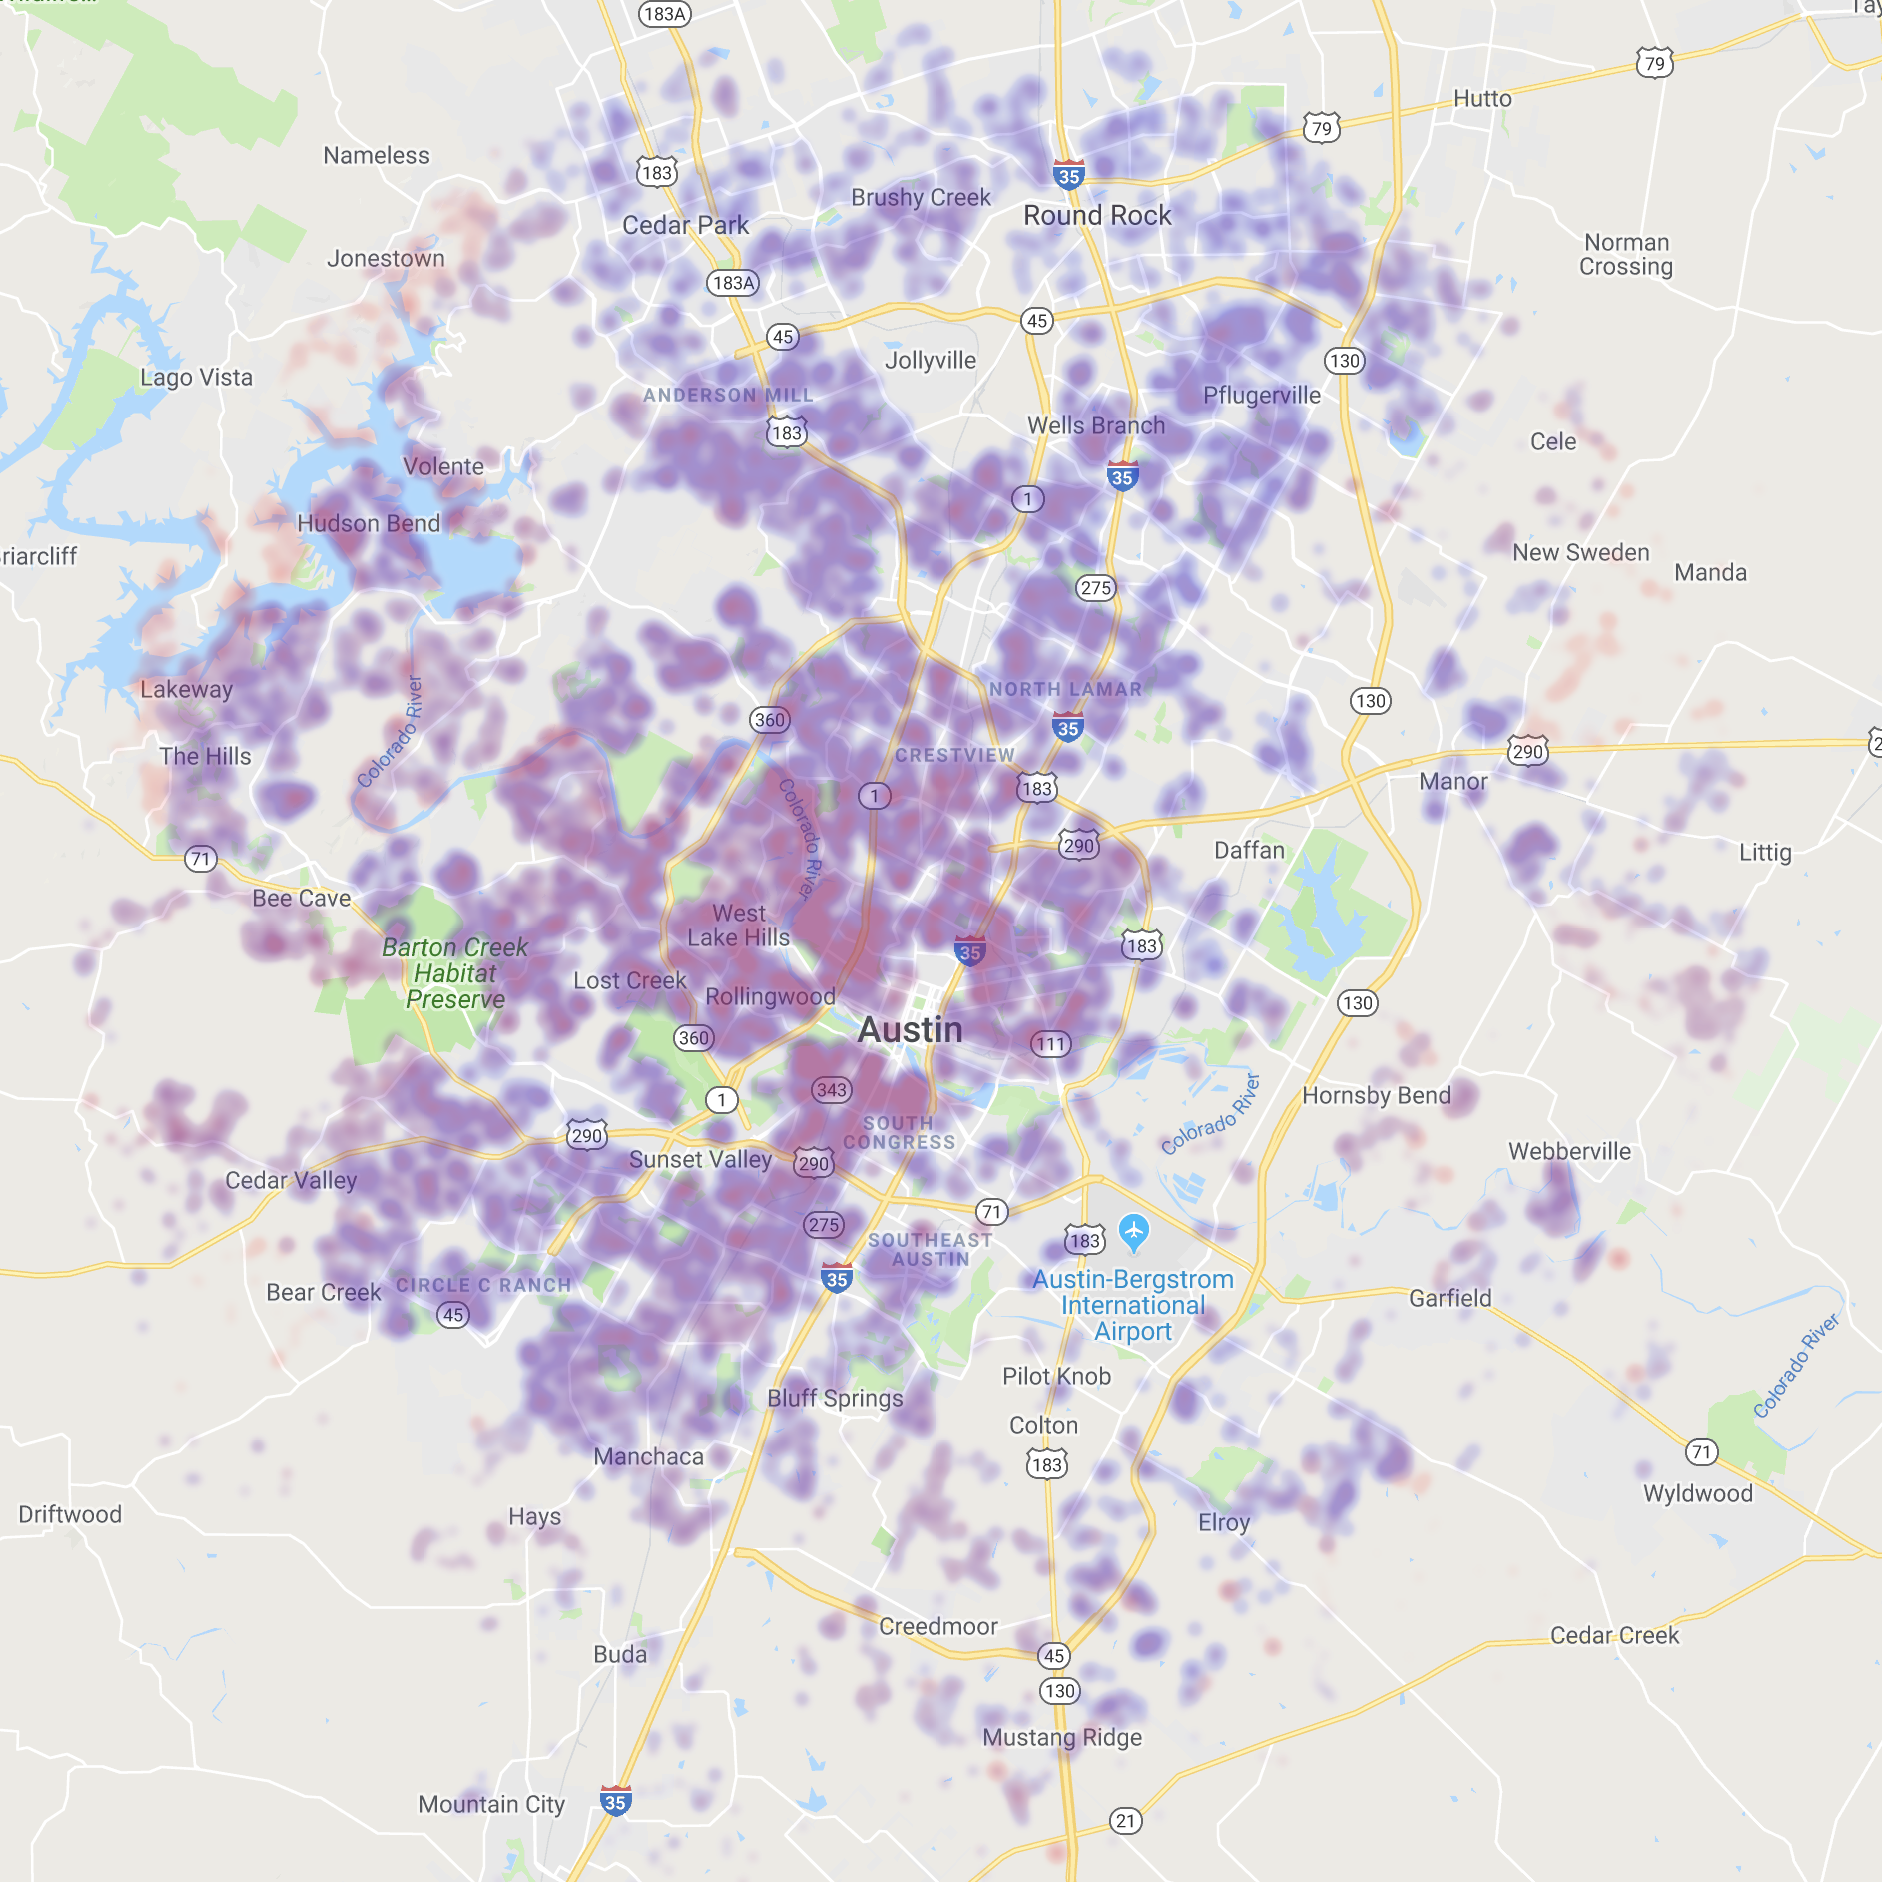 183A
79
Hutto
79
Nameless
183
35
Brushy Creek
Cedar Park
Round Rock
Norman
Crossing
Jonestown
183A
45
45
Jollyville
130
Lago Vista
ANDERSON MILL
Pflugerville
183
Wells Branch
Cele
Volente
35
1
Hudson Bend
New Sweden
Manda
275
Lakeway
Colorado River
NORTH LAMAR
130
360
35
The Hills
CRESTVIEW
290
Manor
1
183
Colorado River
290
71
Daffan
Littig
Bee Cave
West
Lake Hills
Barton Creek
Habitat
Preserve
35
183
Lost Creek
Rollingwood
130
Austin
360
111
343
1
Hornsby Bend
Colorado River
SOUTH
CONGRESS
290
Webberville
Sunset Valley
290
Cedar Valley
71
275
SOUTHEAST
AUSTIN
183
35
Austin-Bergstrom
International
Airport
Bear Creek
CIRCLE C RANCH
45
Garfield
Colorado River
Pilot Knob
Bluff Springs
Colton
Manchaca
183
71
Wyldwood
Driftwood
Hays
Elroy
Creedmoor
Cedar Creek
Buda
45
130
Mustang Ridge
Mountain City
35
21